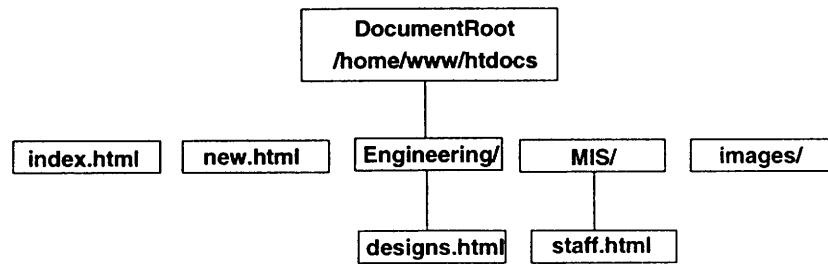 DocumentRoot
/home/www/htdocs
index.html
new.html
Engineering/
MIS/
images/
designs.html
staff.html